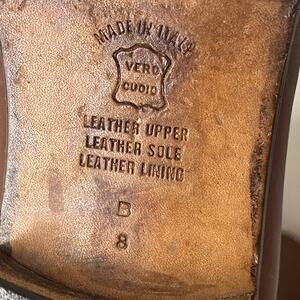 MADE IN ITALY
VERO
CUOIO
LEATHER UPPER
LEATHER SOLE
LEATHER LINING
B
8